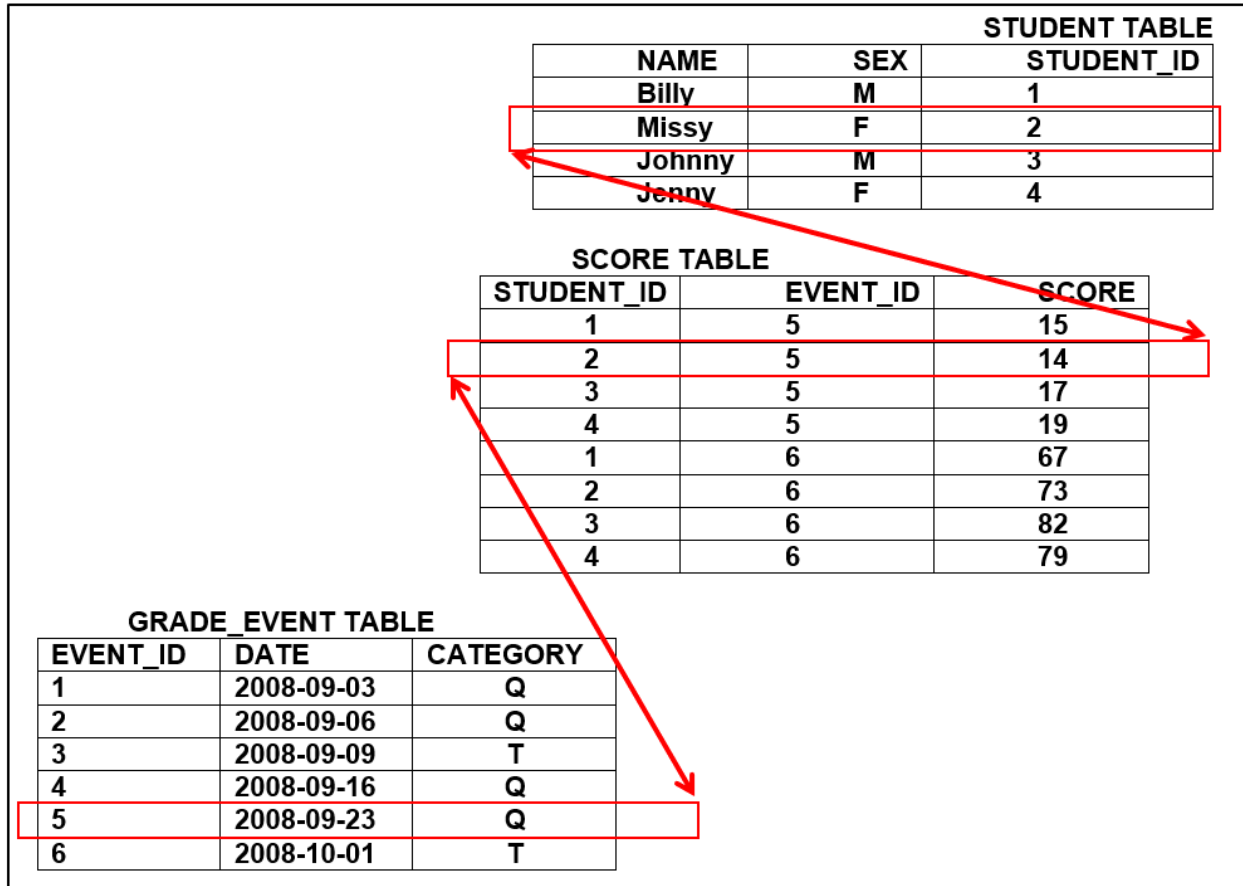 STUDENT TABLE
NAME SEX STUDENT_ID
Billy M 1
Missy F 2
Johnny M 3
Jenny F 4
SCORE TABLE
STUDENT_ID EVENT_ID SCORE
1 5 15
2 5 14
3 5 17
4 5 19
1 6 67
2 6 73
3 6 82
4 6 79
GRADE_EVENT TABLE
EVENT_ID DATE CATEGORY
1 2008-09-03 Q
2 2008-09-06 Q
3 2008-09-09 T
4 2008-09-16 Q
5 2008-09-23 Q
6 2008-10-01 T